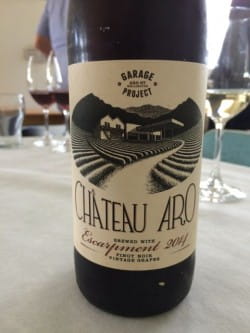 GARAGE
PROJECT
CHÂTEAU ARO
BREWED WITH
Escarpment 2014
PINOT NOIR
VINTAGE GRAPES